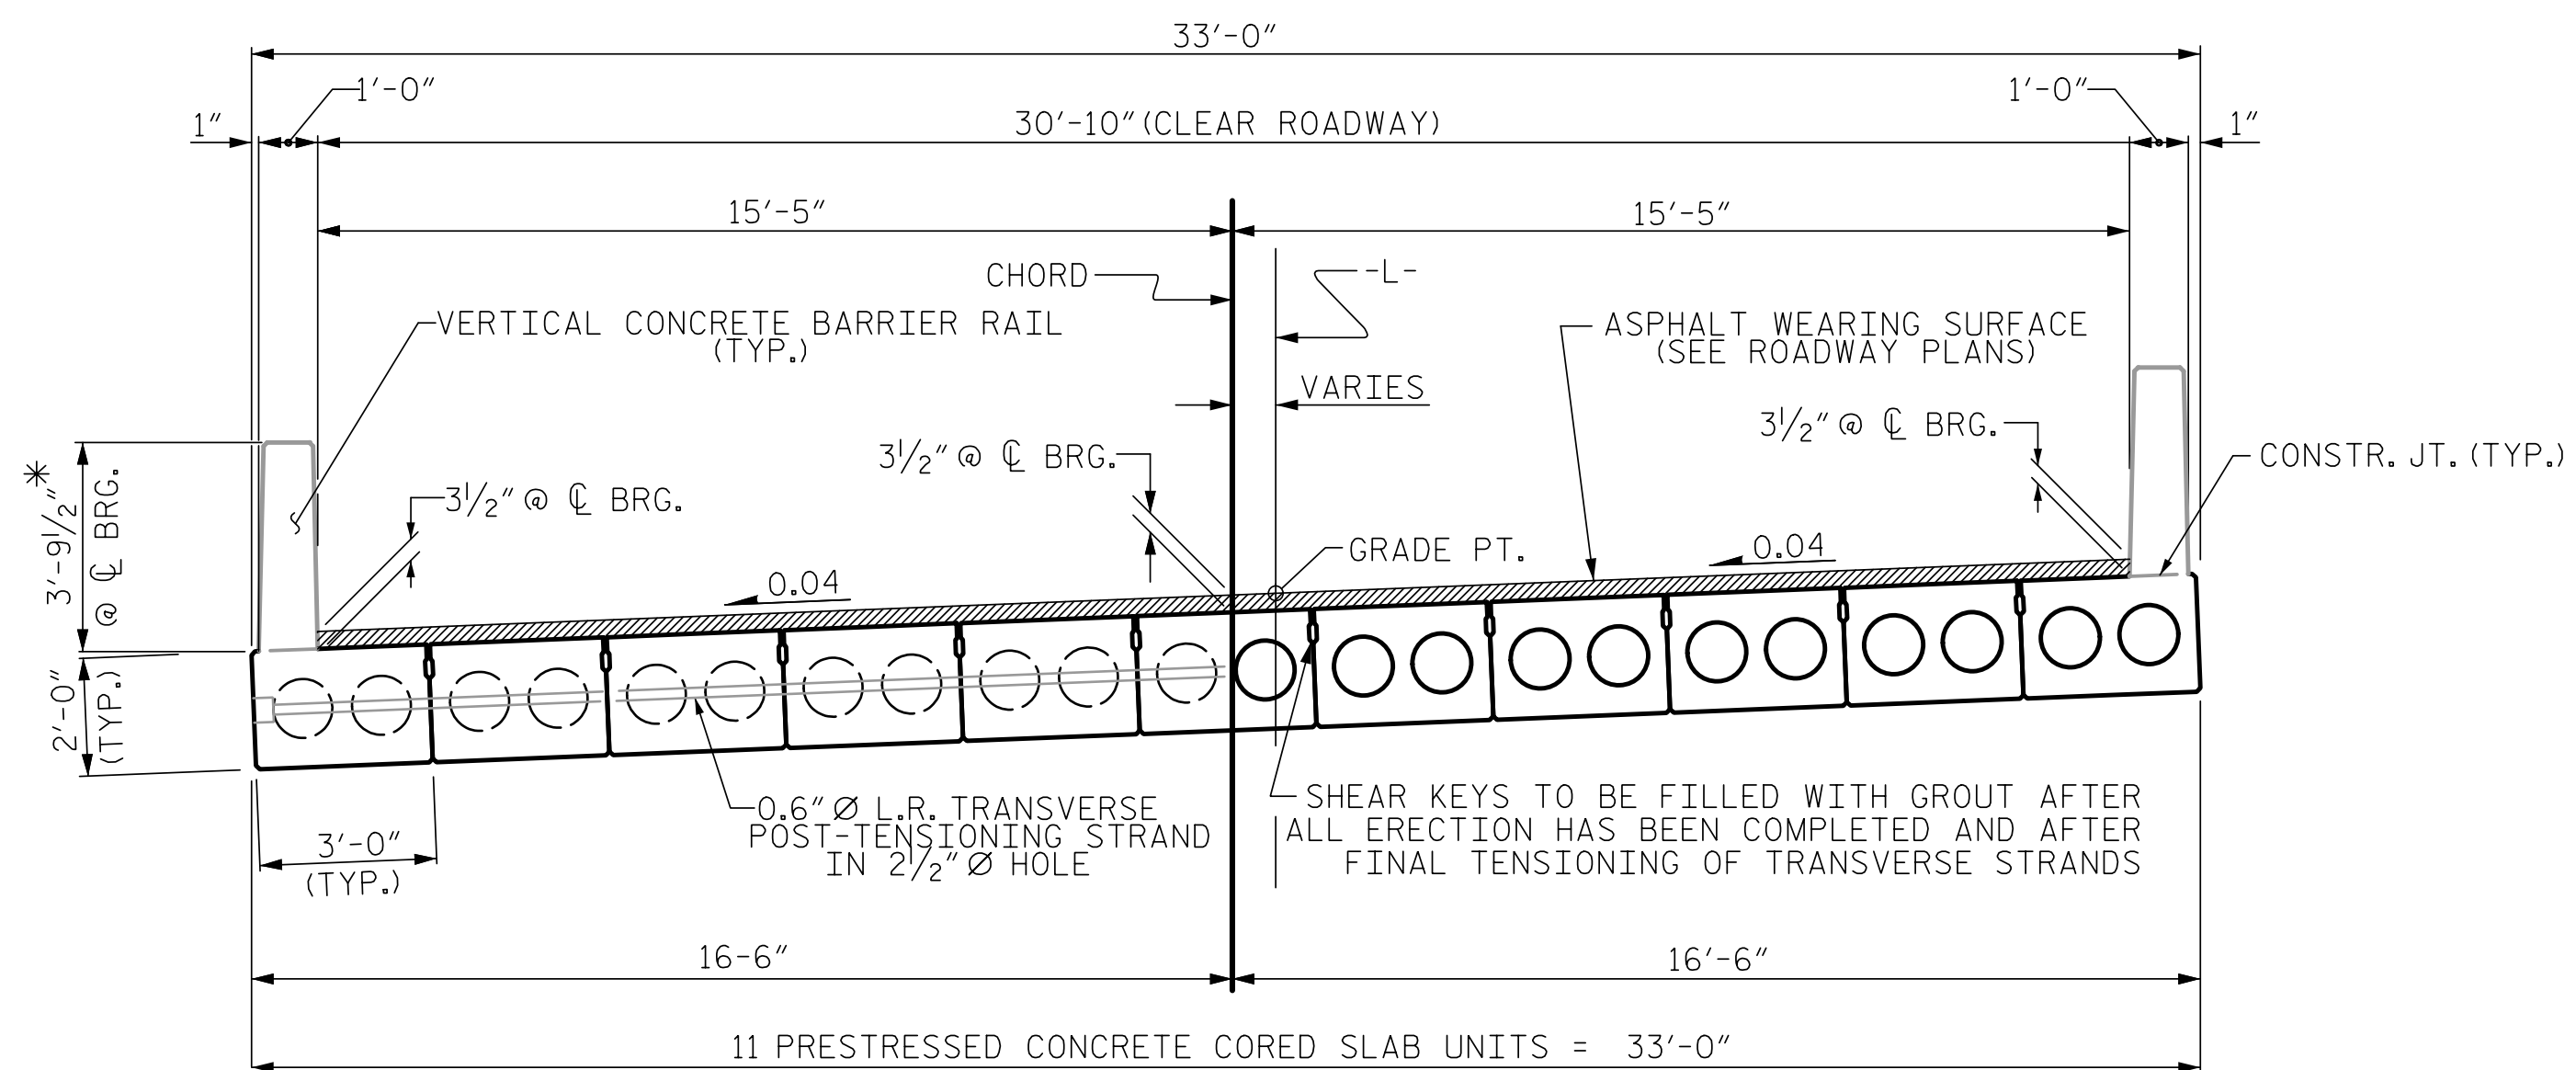 33'-0"
1'-0"
1'-0"
1"
30'-10" (CLEAR ROADWAY)
1"
15'-5"
15'-5"
CHORD
-L-
VERTICAL CONCRETE BARRIER RAIL
(TYP.)
ASPHALT WEARING SURFACE
(SEE ROADWAY PLANS)
VARIES
3½" @ ℄ BRG.
3½" @ ℄ BRG.
CONSTR. JT. (TYP.)
3'-9½" *
@ ℄ BRG.
3½" @ ℄ BRG.
GRADE PT.
0.04
0.04
2'-0"
(TYP.)
0.6" Ø L.R. TRANSVERSE
POST-TENSIONING STRAND
IN 2½" Ø HOLE
SHEAR KEYS TO BE FILLED WITH GROUT AFTER
ALL ERECTION HAS BEEN COMPLETED AND AFTER
FINAL TENSIONING OF TRANSVERSE STRANDS
3'-0"
(TYP.)
16-6"
16'-6"
11 PRESTRESSED CONCRETE CORED SLAB UNITS = 33'-0"